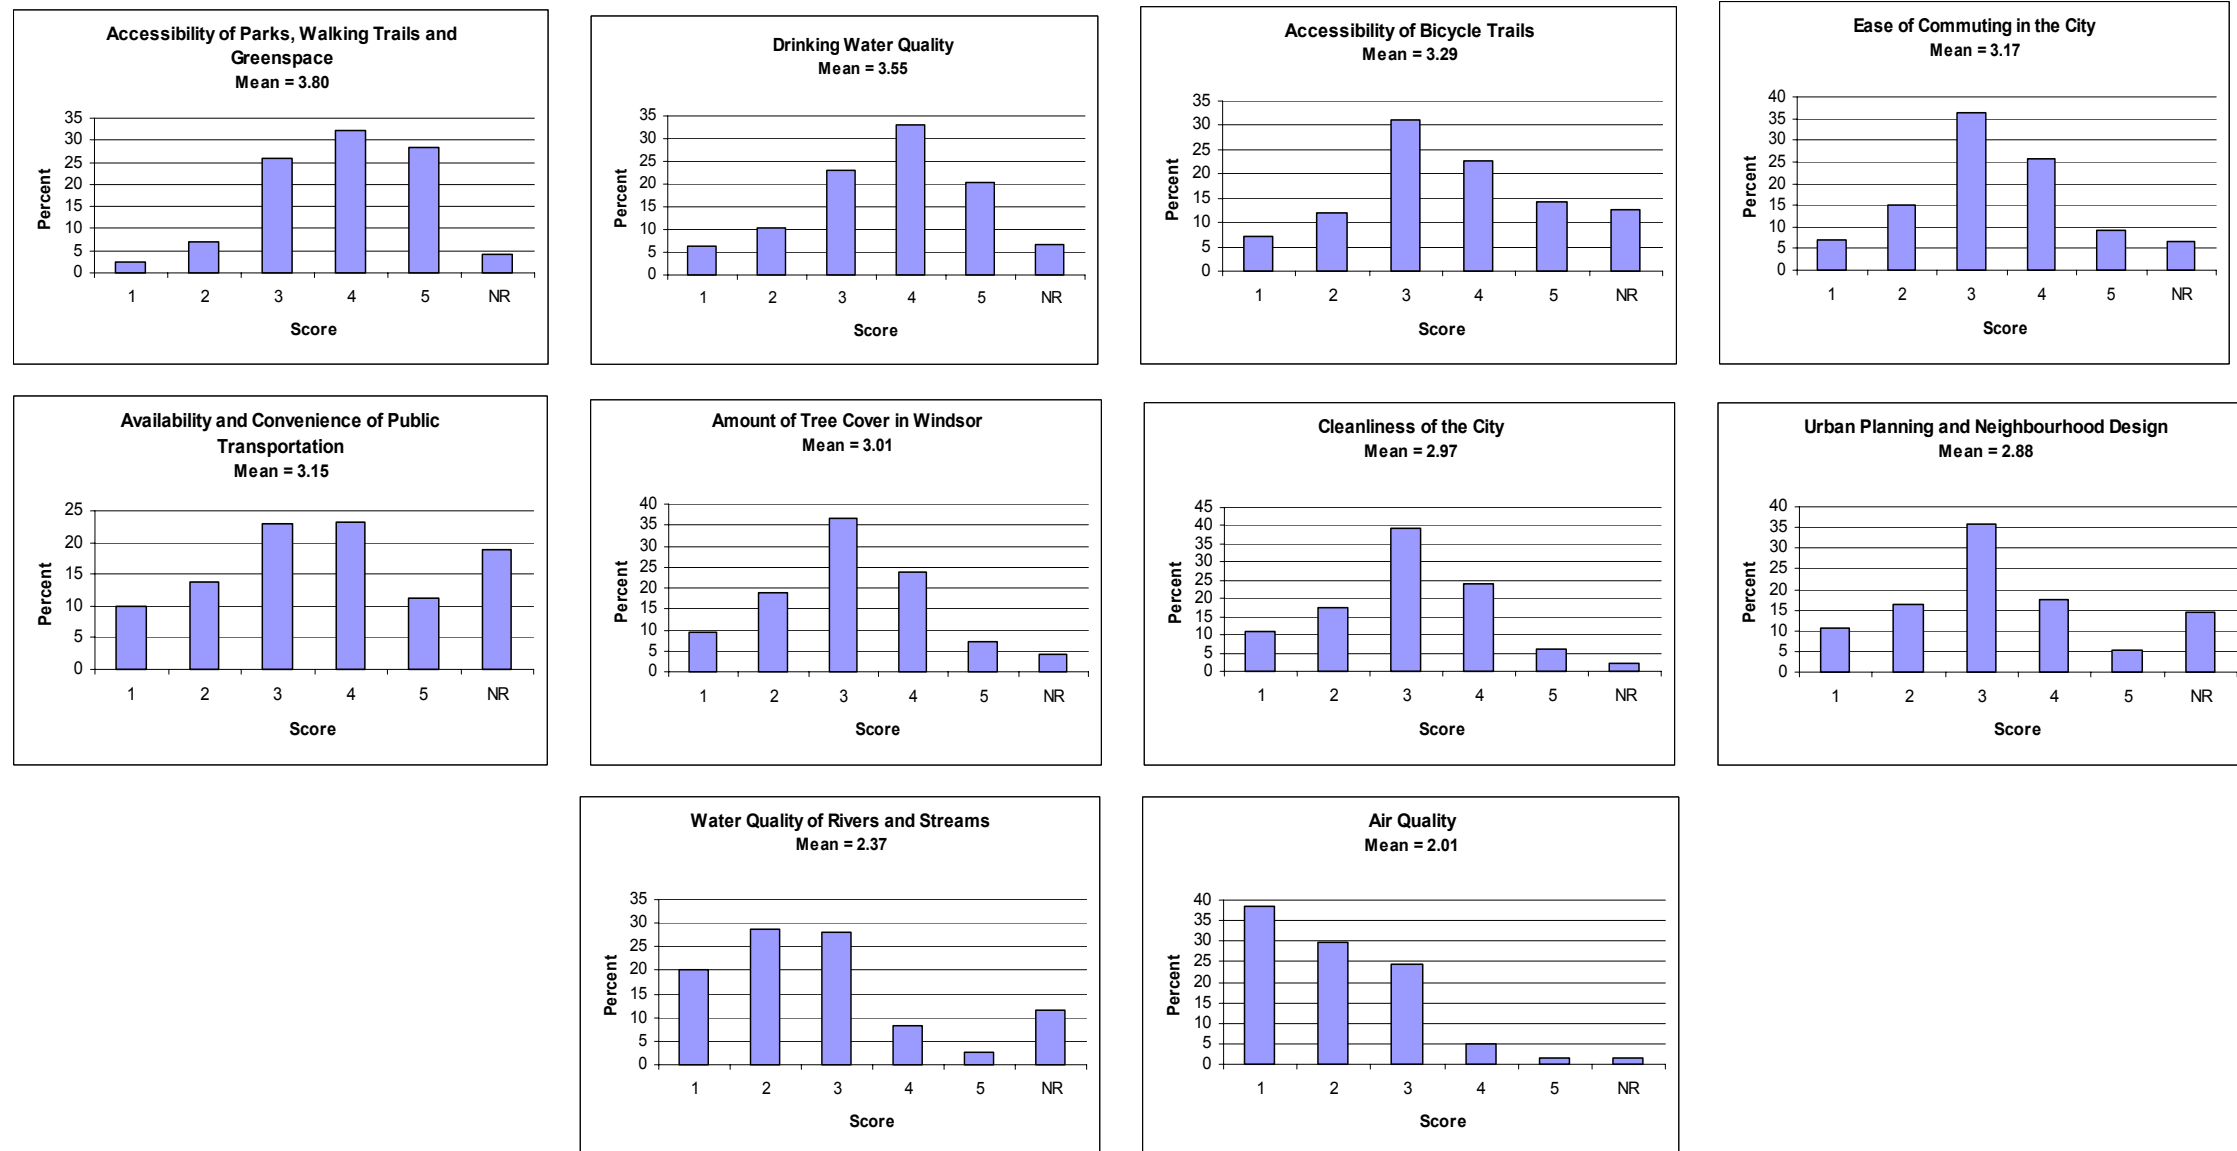 Accessibility of Parks, Walking Trails and
Greenspace
Mean = 3.80
35
30
25
20
15
10
5
0
Percent
1 2 3 4 5 NR
Score
Drinking Water Quality
Mean = 3.55
35
30
25
20
15
10
5
0
Percent
1 2 3 4 5 NR
Score
Accessibility of Bicycle Trails
Mean = 3.29
35
30
25
20
15
10
5
0
Percent
1 2 3 4 5 NR
Score
Ease of Commuting in the City
Mean = 3.17
40
35
30
25
20
15
10
5
0
Percent
1 2 3 4 5 NR
Score
Availability and Convenience of Public
Transportation
Mean = 3.15
25
20
15
10
5
0
Percent
1 2 3 4 5 NR
Score
Amount of Tree Cover in Windsor
Mean = 3.01
40
35
30
25
20
15
10
5
0
Percent
1 2 3 4 5 NR
Score
Cleanliness of the City
Mean = 2.97
45
40
35
30
25
20
15
10
5
0
Percent
1 2 3 4 5 NR
Score
Urban Planning and Neighbourhood Design
Mean = 2.88
40
35
30
25
20
15
10
5
0
Percent
1 2 3 4 5 NR
Score
Water Quality of Rivers and Streams
Mean = 2.37
35
30
25
20
15
10
5
0
Percent
1 2 3 4 5 NR
Score
Air Quality
Mean = 2.01
40
35
30
25
20
15
10
5
0
Percent
1 2 3 4 5 NR
Score